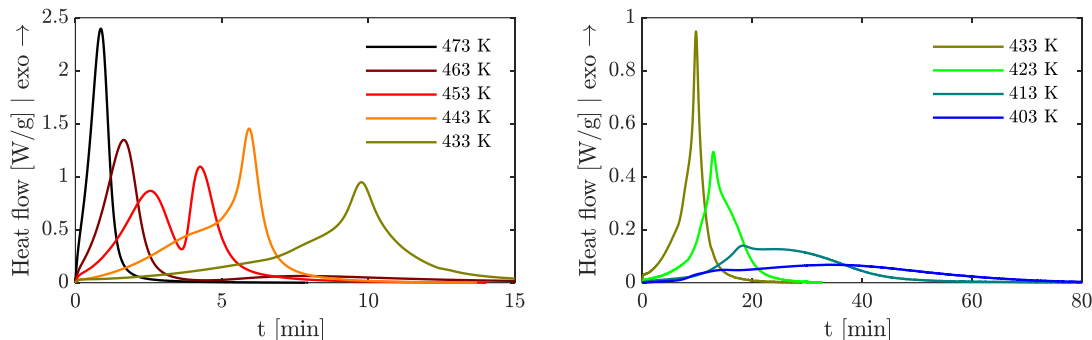 Heat flow [W/g] | exo →
2.5
2
1.5
1
0.5
0
0
5
10
15
t [min]
473 K
463 K
453 K
443 K
433 K
Heat flow [W/g] | exo →
1
0.8
0.6
0.4
0.2
0
0
20
40
60
80
t [min]
433 K
423 K
413 K
403 K